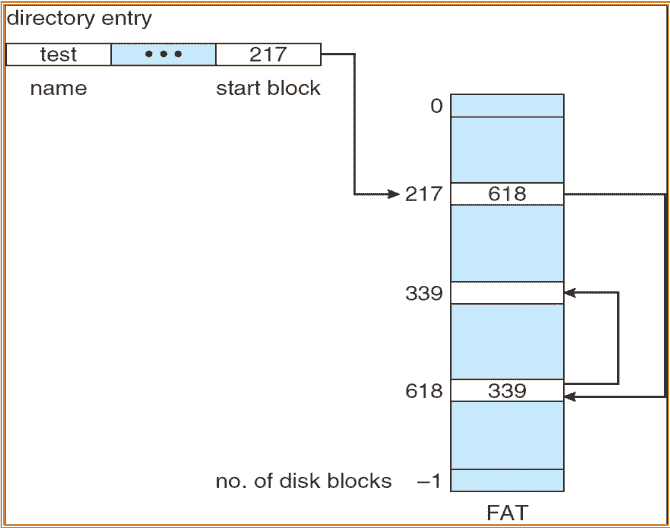 directory entry
test ••• 217
name start block
0
217 618
339
618 339
no. of disk blocks –1
FAT